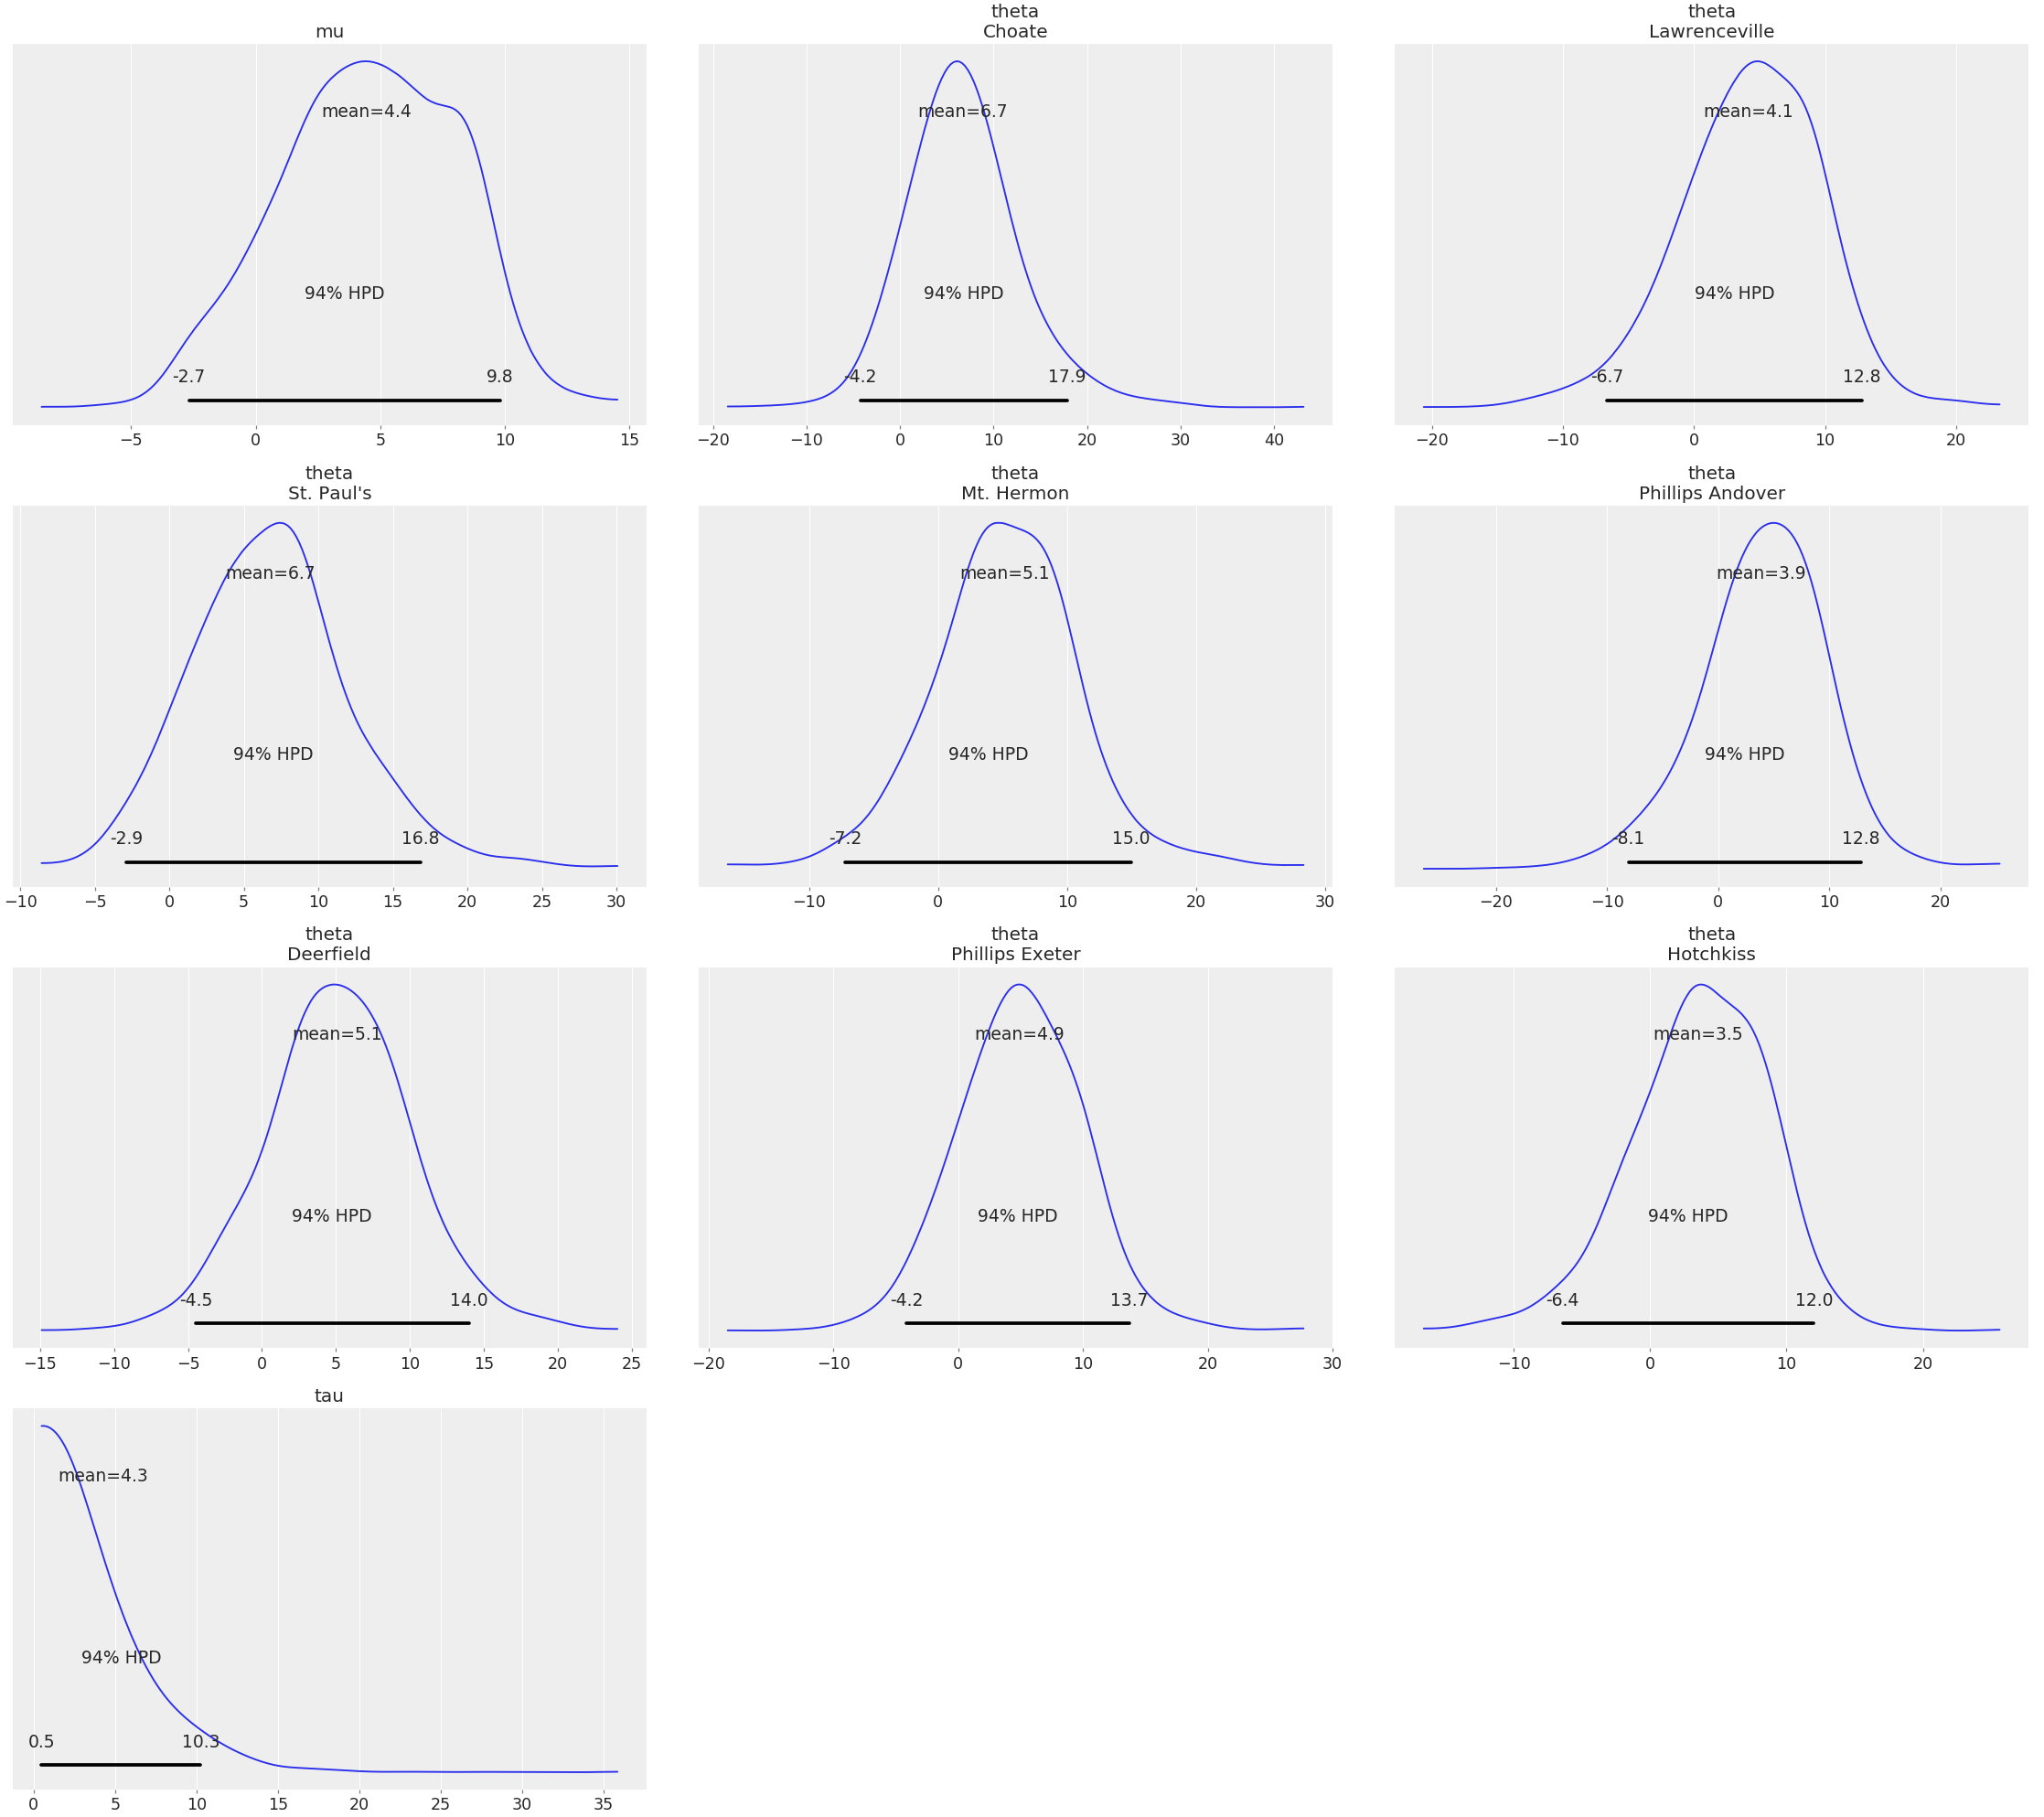 mu
mean=4.4
94% HPD
-2.7 9.8
−5 0 5 10 15
theta
Choate
mean=6.7
94% HPD
-4.2 17.9
−20 −10 0 10 20 30 40
theta
Lawrenceville
mean=4.1
94% HPD
-6.7 12.8
−20 −10 0 10 20
theta
St. Paul's
mean=6.7
94% HPD
-2.9 16.8
−10 −5 0 5 10 15 20 25 30
theta
Mt. Hermon
mean=5.1
94% HPD
-7.2 15.0
−10 0 10 20 30
theta
Phillips Andover
mean=3.9
94% HPD
-8.1 12.8
−20 −10 0 10 20
theta
Deerfield
mean=5.1
94% HPD
-4.5 14.0
−15 −10 −5 0 5 10 15 20 25
theta
Phillips Exeter
mean=4.9
94% HPD
-4.2 13.7
−20 −10 0 10 20 30
theta
Hotchkiss
mean=3.5
94% HPD
-6.4 12.0
−10 0 10 20
tau
mean=4.3
94% HPD
0.5 10.3
0 5 10 15 20 25 30 35